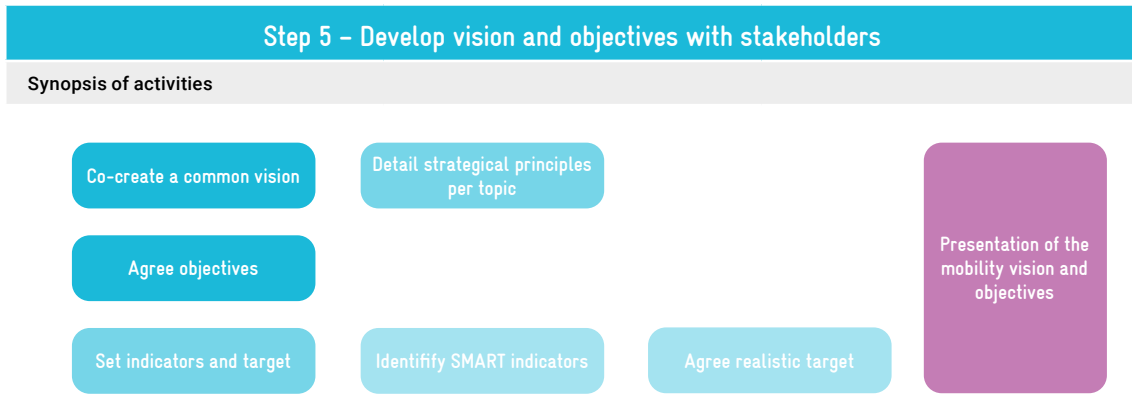 Step 5 – Develop vision and objectives with stakeholders
Synopsis of activities
Co-create a common vision
Detail strategical principles
per topic
Agree objectives
Presentation of the
mobility vision and
objectives
Set indicators and target
Identifify SMART indicators
Agree realistic target